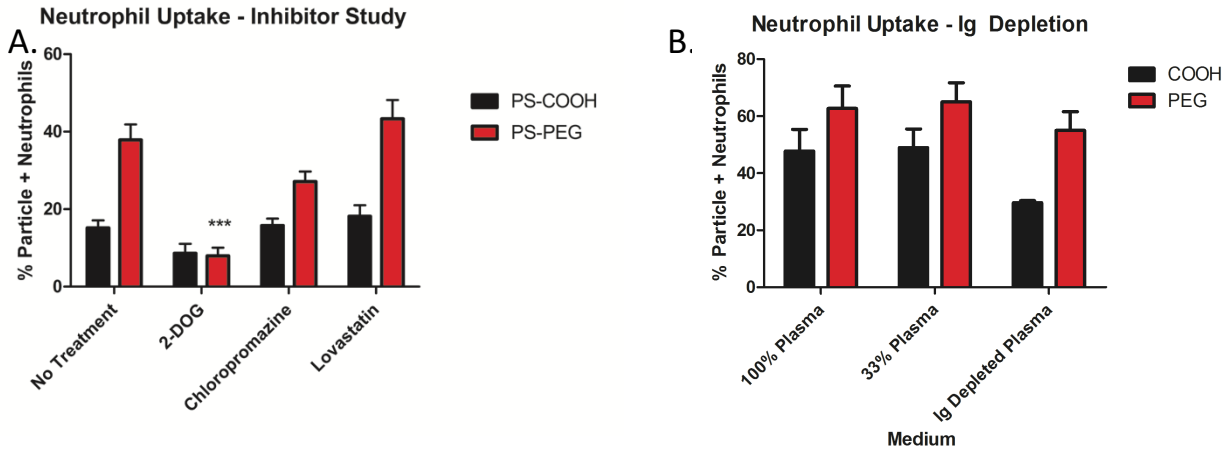 Neutrophil Uptake - Inhibitor Study
A.
60
40
20
0
% Particle + Neutrophils
PS-COOH
PS-PEG
***
No Treatment
2-DOG
Chloropromazine
Lovastatin
Neutrophil Uptake - Ig Depletion
B.
80
60
40
20
0
% Particle + Neutrophils
COOH
PEG
100% Plasma
33% Plasma
Ig Depleted Plasma
Medium